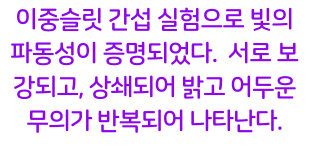 이중슬릿 간섭 실험으로 빛의
파동성이 증명되었다.  서로 보
강되고, 상쇄되어 밝고 어두운
무의가 반복되어 나타난다.